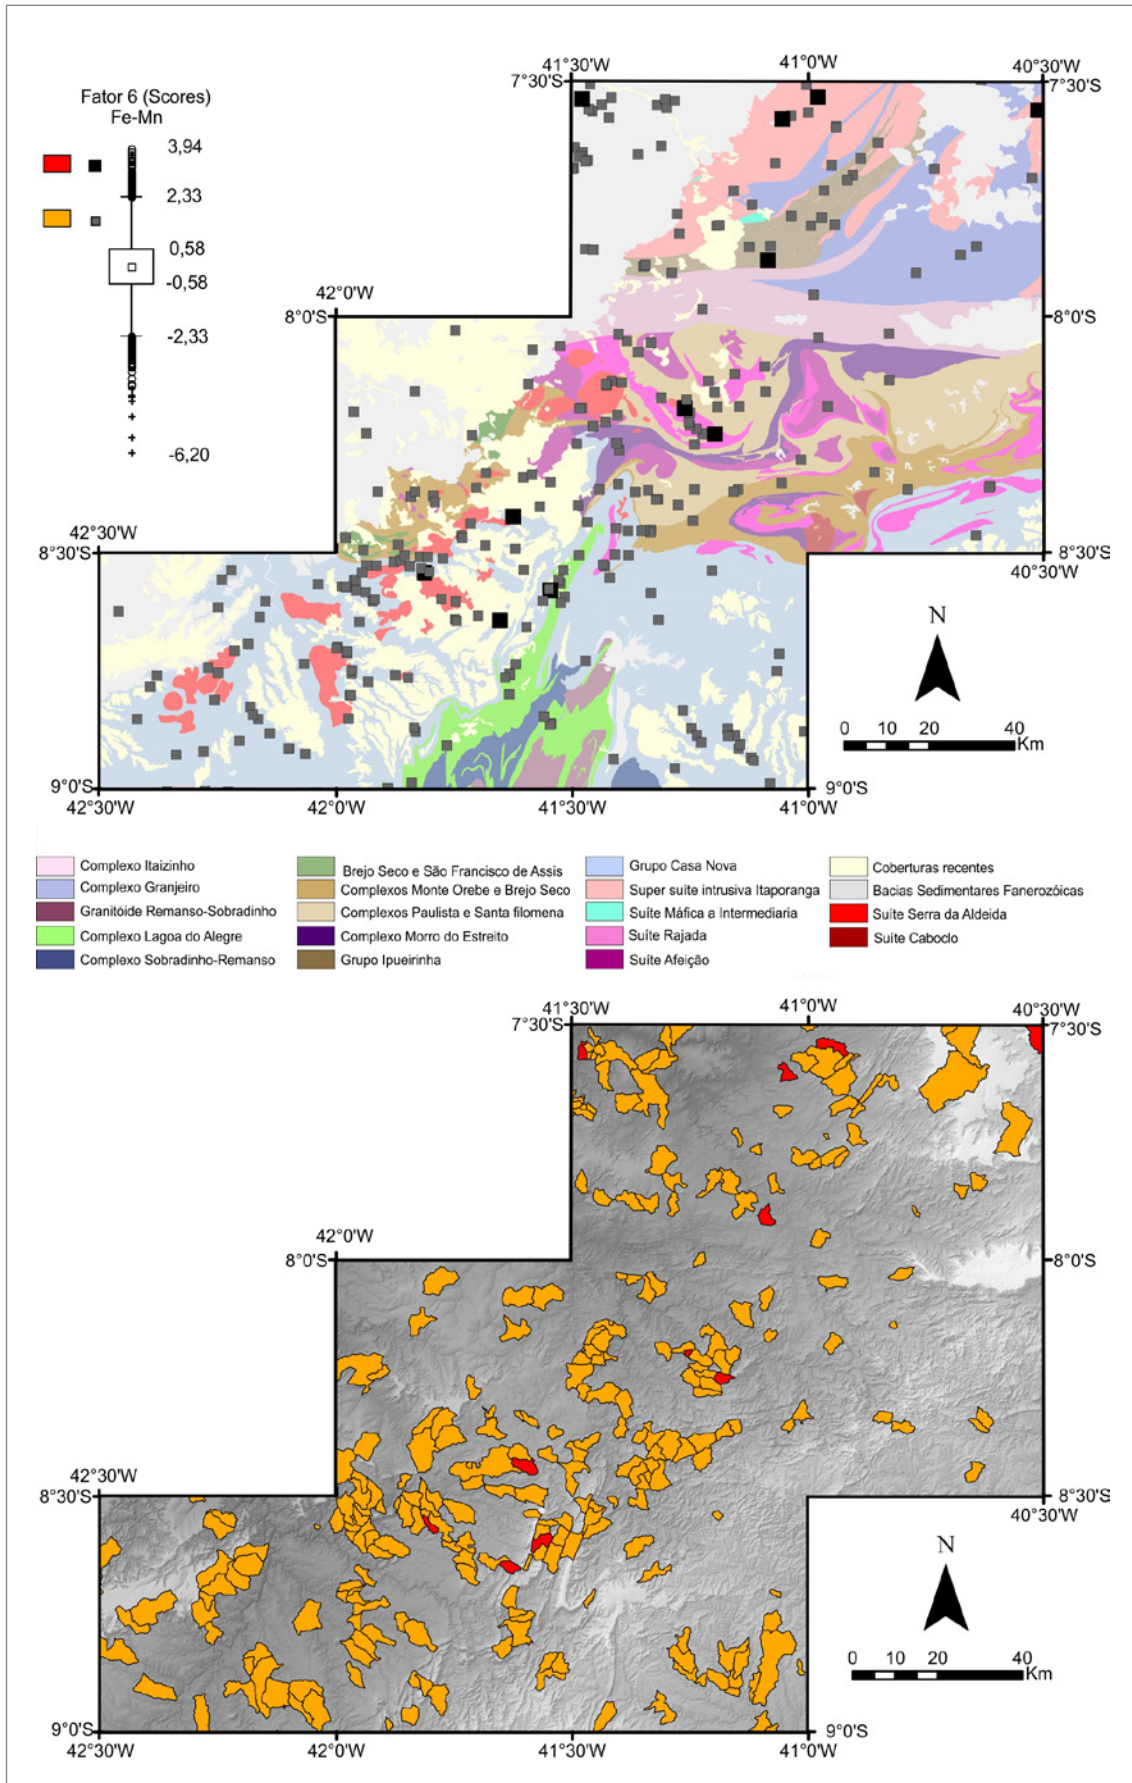 Fator 6 (Scores)
Fe-Mn
3,94
2,33
0,58
-0,58
-2,33
-6,20
41°30'W
41°0'W
40°30'W
7°30'S
7°30'S
42°0'W
8°0'S
8°0'S
42°30'W
8°30'S
8°30'S
40°30'W
N
0 10 20 40
Km
9°0'S
9°0'S
42°30'W
42°0'W
41°30'W
41°0'W
Complexo Itaizinho
Complexo Granjeiro
Granitóide Remanso-Sobradinho
Complexo Lagoa do Alegre
Complexo Sobradinho-Remanso
Brejo Seco e São Francisco de Assis
Complexos Monte Orebe e Brejo Seco
Complexos Paulista e Santa filomena
Complexo Morro do Estreito
Grupo Ipueirinha
Grupo Casa Nova
Super suíte intrusiva Itaporanga
Suíte Máfica a Intermediaria
Suíte Rajada
Suíte Afeição
Coberturas recentes
Bacias Sedimentares Fanerozóicas
Suíte Serra da Aldeida
Suíte Caboclo
41°30'W
41°0'W
40°30'W
7°30'S
7°30'S
42°0'W
8°0'S
8°0'S
42°30'W
8°30'S
8°30'S
40°30'W
N
0 10 20 40
Km
9°0'S
9°0'S
42°30'W
42°0'W
41°30'W
41°0'W